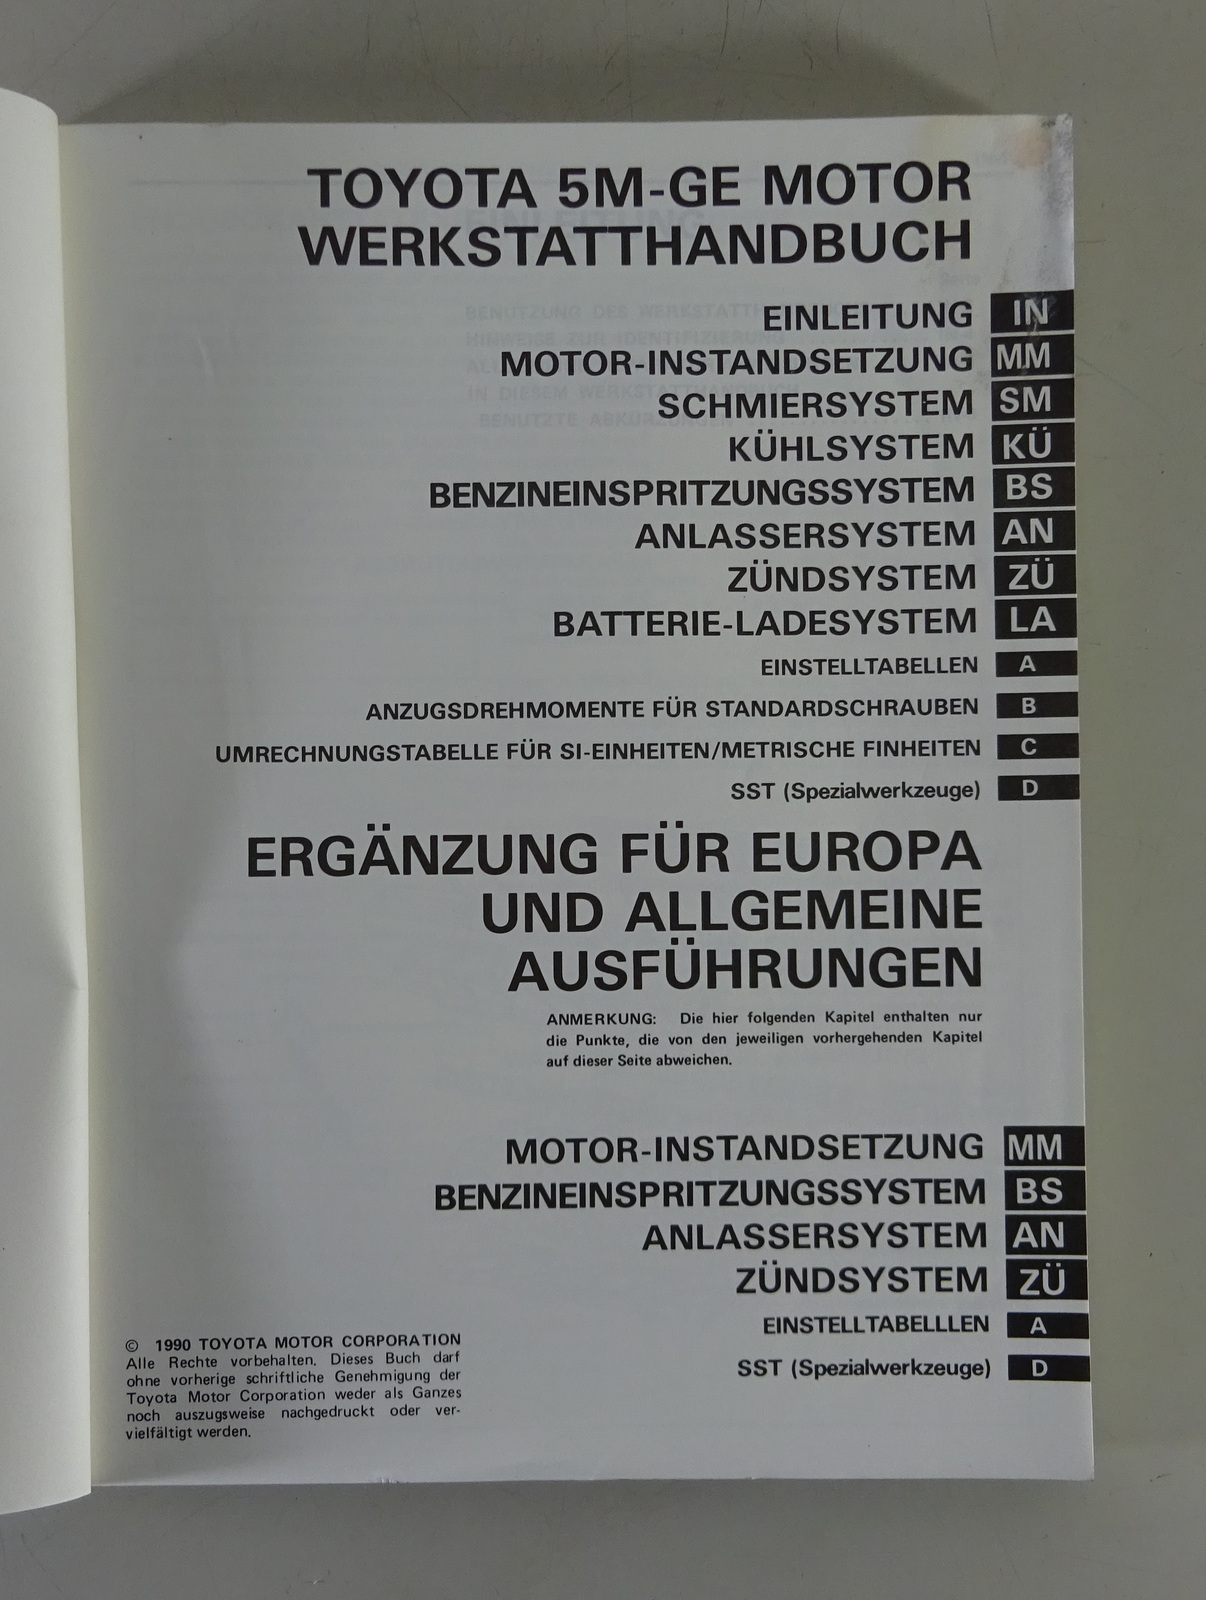 TOYOTA 5M-GE MOTOR
WERKSTATTHANDBUCH
EINLEITUNG IN
MOTOR-INSTANDSETZUNG MM
SCHMIERSYSTEM SM
KÜHLSYSTEM KÜ
BENZINEINSPRITZUNGSSYSTEM BS
ANLASSERSYSTEM AN
ZÜNDSYSTEM ZÜ
BATTERIE-LADESYSTEM LA
EINSTELLTABELLEN A
ANZUGSDREHMOMENTE FÜR STANDARDSCHRAUBEN B
UMRECHNUNGSTABELLE FÜR SI-EINHEITEN/METRISCHE FINHEITEN C
SST (Spezialwerkzeuge) D
ERGÄNZUNG FÜR EUROPA
UND ALLGEMEINE
AUSFÜHRUNGEN
ANMERKUNG: Die hier folgenden Kapitel enthalten nur
die Punkte, die von den jeweiligen vorhergehenden Kapitel
auf dieser Seite abweichen.
MOTOR-INSTANDSETZUNG MM
BENZINEINSPRITZUNGSSYSTEM BS
ANLASSERSYSTEM AN
ZÜNDSYSTEM ZÜ
EINSTELLTABELLLEN A
SST (Spezialwerkzeuge) D
© 1990 TOYOTA MOTOR CORPORATION
Alle Rechte vorbehalten. Dieses Buch darf
ohne vorherige schriftliche Genehmigung der
Toyota Motor Corporation weder als Ganzes
noch auszugsweise nachgedruckt oder ver-
vielfältigt werden.